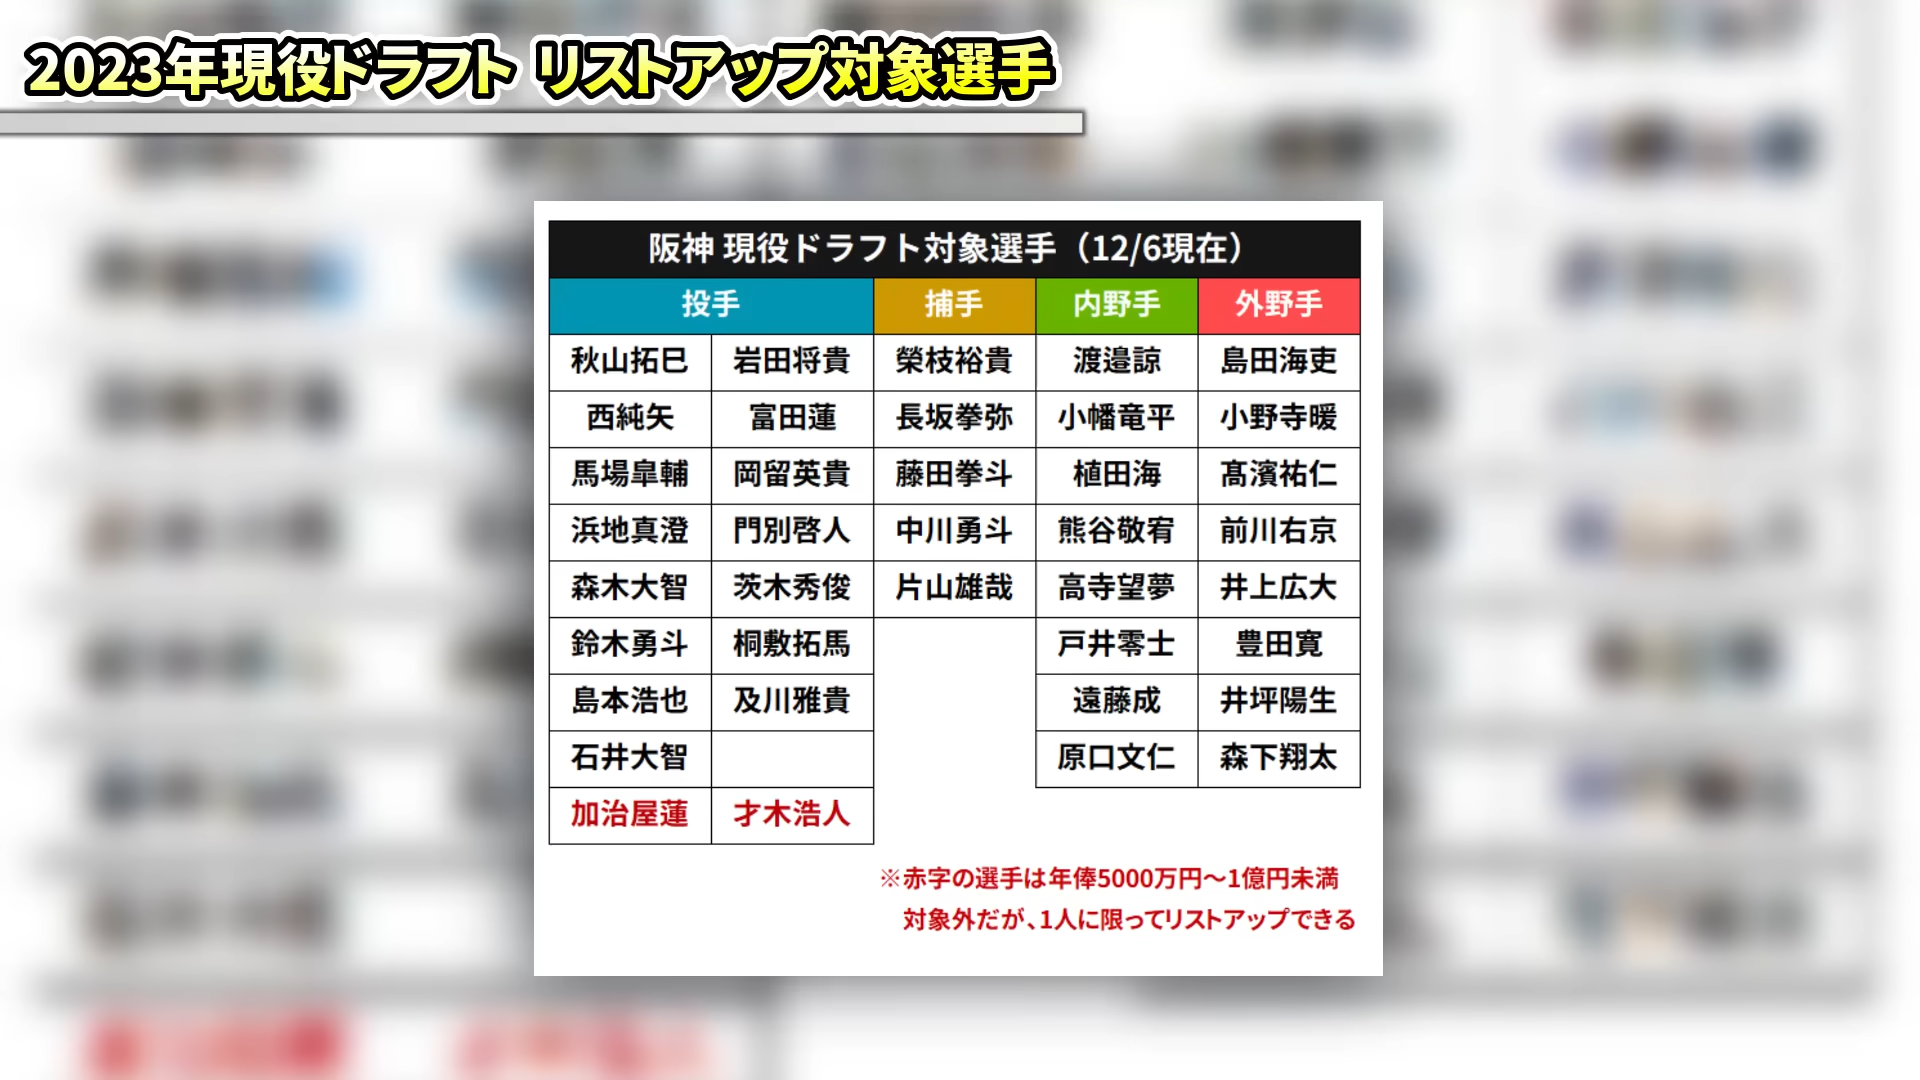 2023年現役ドラフト リストアップ対象選手
阪神 現役ドラフト対象選手（12/6現在）
投手 捕手 内野手 外野手
秋山拓巳 岩田将貴 榮枝裕貴 渡邉諒 島田海吏
西純矢 富田蓮 長坂拳弥 小幡竜平 小野寺暖
馬場皐輔 岡留英貴 藤田拳斗 植田海 髙濱祐仁
浜地真澄 門別啓人 中川勇斗 熊谷敬宥 前川右京
森木大智 茨木秀俊 片山雄哉 高寺望夢 井上広大
鈴木勇斗 桐敷拓馬 戸井零士 豊田寛
島本浩也 及川雅貴 遠藤成 井坪陽生
石井大智 原口文仁 森下翔太
加治屋蓮 才木浩人
※赤字の選手は年俸5000万円～1億円未満
対象外だが、1人に限ってリストアップできる